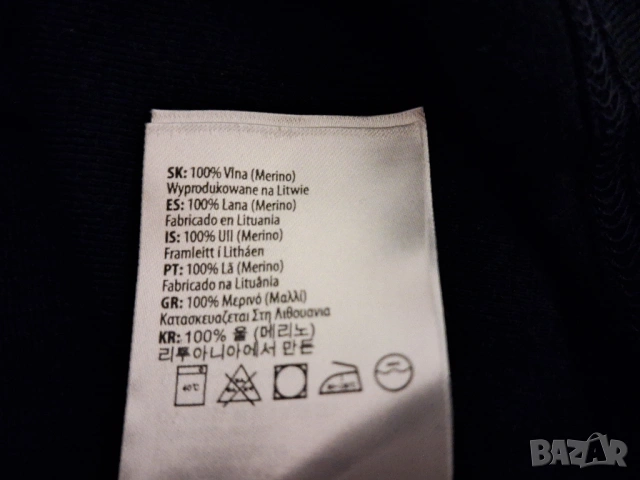 SK: 100% Vlna (Merino)
Wyprodukowane na Litwie
ES: 100% Lana (Merino)
Fabricado en Lituania
IS: 100% Ull (Merino)
Framleitt í Litháen
PT: 100% Lã (Merino)
Fabricado na Lituânia
GR: 100% Μερινό (Μαλλί)
Κατασκευαζεται Στη Λιθουανια
KR: 100% 울 (메리노)
리투아니아에서 만든
40°C
BAZAR